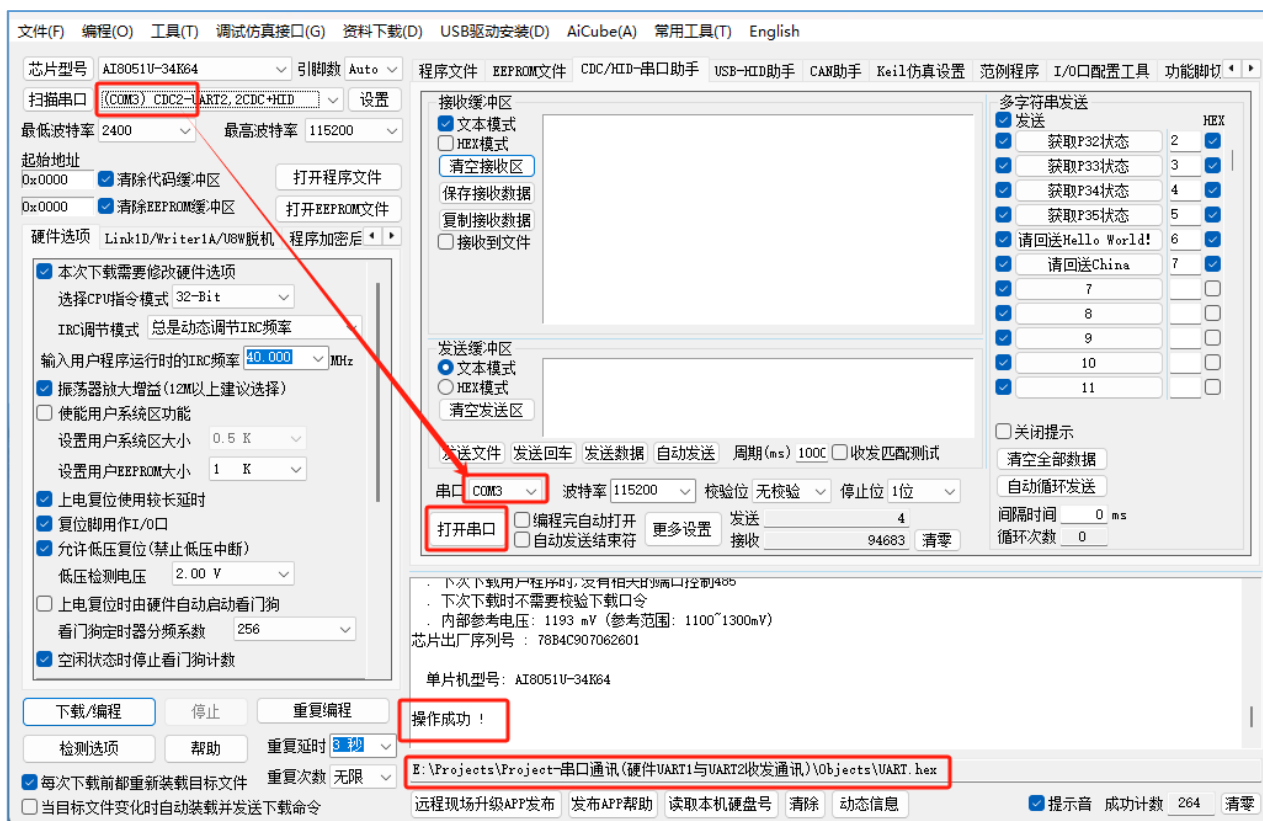 文件(F) 编程(O) 工具(T) 调试仿真接口(G) 资料下载(D) USB驱动安装(D) AiCube(A) 常用工具(T) English
芯片型号 AI8051U-34K64 引脚数 Auto
扫描串口 (COM3) CDC2-UART2,2CDC+HID 设置
最低波特率 2400 最高波特率 115200
起始地址
0x0000 清除代码缓冲区 打开程序文件
0x0000 清除EEPROM缓冲区 打开EEPROM文件
硬件选项 Link1D/Writer1A/U8W脱机 程序加密后
本次下载需要修改硬件选项
选择CPU指令模式 32-Bit
IRC调节模式 总是动态调节IRC频率
输入用户程序运行时的IRC频率 40.000 MHz
振荡器放大增益(12M以上建议选择)
使能用户系统区功能
设置用户系统区大小 0.5 K
设置用户EEPROM大小 1 K
上电复位使用较长延时
复位脚用作I/O口
允许低压复位(禁止低压中断)
低压检测电压 2.00 V
上电复位时由硬件自动启动看门狗
看门狗定时器分频系数 256
空闲状态时停止看门狗计数
下载/编程 停止 重复编程
检测选项 帮助 重复延时 3 秒
每次下载前都重新装载目标文件 重复次数 无限
当目标文件变化时自动装载并发送下载命令
程序文件 EEPROM文件 CDC/HID-串口助手 USB-HID助手 CAN助手 Keil仿真设置 范例程序 I/O口配置工具 功能脚切
接收缓冲区
文本模式
HEX模式
清空接收区
保存接收数据
复制接收数据
接收到文件
发送缓冲区
文本模式
HEX模式
清空发送区
发送文件 发送回车 发送数据 自动发送 周期(ms) 1000 收发匹配测试
串口 COM3 波特率 115200 校验位 无校验 停止位 1位
打开串口 编程完自动打开 更多设置 发送 4
自动发送结束符 接收 94683 清零
多字符串发送
发送 HEX
获取P32状态 2
获取P33状态 3
获取P34状态 4
获取P35状态 5
请回送Hello World! 6
请回送China 7
7
8
9
10
11
关闭提示
清空全部数据
自动循环发送
间隔时间 0 ms
循环次数 0
. 下次下载用户程序时,没有相关的端口控制485
. 下次下载时不需要校验下载口令
. 内部参考电压: 1193 mV (参考范围: 1100~1300mV)
芯片出厂序列号 : 78B4C907062601
单片机型号: AI8051U-34K64
操作成功 !
E:\Projects\Project-串口通讯(硬件UART1与UART2收发通讯)\Objects\UART.hex
远程现场升级APP发布 发布APP帮助 读取本机硬盘号 清除 动态信息 提示音 成功计数 264 清零